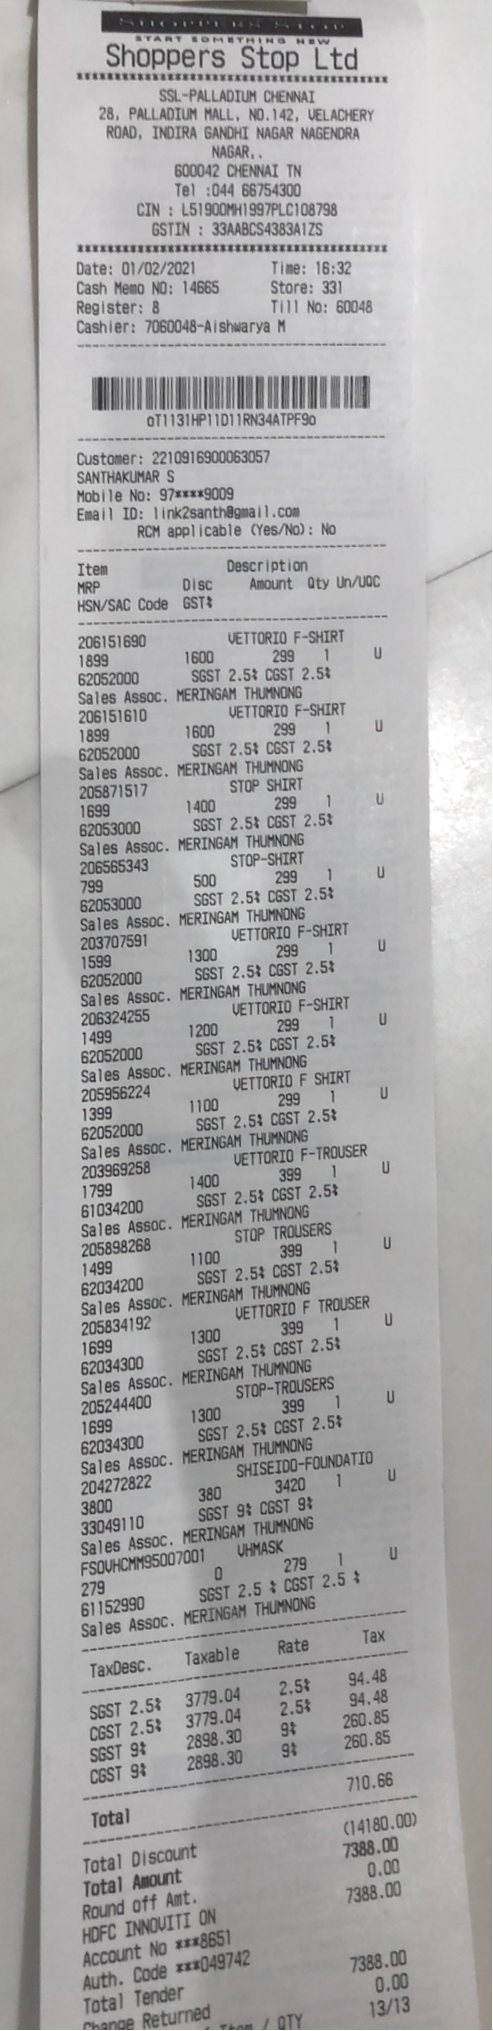 SHOPPERS STOP
START SOMETHING NEW
Shoppers Stop Ltd
SSL-PALLADIUM CHENNAI
28, PALLADIUM MALL, NO.142, VELACHERY
ROAD, INDIRA GANDHI NAGAR NAGENDRA
NAGAR,.
600042 CHENNAI TN
Tel :044 66754300
CIN : L51900MH1997PLC108798
GSTIN : 33AABCS4383A1ZS
Date: 01/02/2021 Time: 16:32
Cash Memo NO: 14665 Store: 331
Register: 8 Till No: 60048
Cashier: 7060048-Aishwarya M
oT1131HP11D11RN34ATPF9o
Customer: 2210916900063057
SANTHAKUMAR S
Mobile No: 97****9009
Email ID: link2santh@gmail.com
RCM applicable (Yes/No): No
Item Description
MRP Disc Amount Qty Un/UQC
HSN/SAC Code GST%
206151690 VETTORIO F-SHIRT
1899 1600 299 1 U
62052000 SGST 2.5% CGST 2.5%
Sales Assoc. MERINGAM THUMNONG
206151610 VETTORIO F-SHIRT
1899 1600 299 1 U
62052000 SGST 2.5% CGST 2.5%
Sales Assoc. MERINGAM THUMNONG
205871517 STOP SHIRT
1699 1400 299 1 U
62053000 SGST 2.5% CGST 2.5%
Sales Assoc. MERINGAM THUMNONG
206565343 STOP-SHIRT
799 500 299 1 U
62053000 SGST 2.5% CGST 2.5%
Sales Assoc. MERINGAM THUMNONG
203707591 VETTORIO F-SHIRT
1599 1300 299 1 U
62052000 SGST 2.5% CGST 2.5%
Sales Assoc. MERINGAM THUMNONG
206324255 VETTORIO F-SHIRT
1499 1200 299 1 U
62052000 SGST 2.5% CGST 2.5%
Sales Assoc. MERINGAM THUMNONG
205956224 VETTORIO F SHIRT
1399 1100 299 1 U
62052000 SGST 2.5% CGST 2.5%
Sales Assoc. MERINGAM THUMNONG
203969258 VETTORIO F-TROUSER
1799 1400 399 1 U
61034200 SGST 2.5% CGST 2.5%
Sales Assoc. MERINGAM THUMNONG
205898268 STOP TROUSERS
1499 1100 399 1 U
62034200 SGST 2.5% CGST 2.5%
Sales Assoc. MERINGAM THUMNONG
205834192 VETTORIO F TROUSER
1699 1300 399 1 U
62034300 SGST 2.5% CGST 2.5%
Sales Assoc. MERINGAM THUMNONG
205244400 STOP-TROUSERS
1699 1300 399 1 U
62034300 SGST 2.5% CGST 2.5%
Sales Assoc. MERINGAM THUMNONG
204272822 SHISEIDO-FOUNDATIO
3800 380 3420 1 U
33049110 SGST 9% CGST 9%
Sales Assoc. MERINGAM THUMNONG
FSOVHCMM95007001 VHMASK
279 0 279 1 U
61152990 SGST 2.5 % CGST 2.5 %
Sales Assoc. MERINGAM THUMNONG
TaxDesc. Taxable Rate Tax
SGST 2.5% 3779.04 2.5% 94.48
CGST 2.5% 3779.04 2.5% 94.48
SGST 9% 2898.30 9% 260.85
CGST 9% 2898.30 9% 260.85
Total 710.66
Total Discount (14180.00)
Total Amount 7388.00
Round off Amt. 0.00
HDFC INNOVITI ON 7388.00
Account No ***8651
Auth. Code ***049742
Total Tender 7388.00
Change Returned 0.00
Item / QTY 13/13